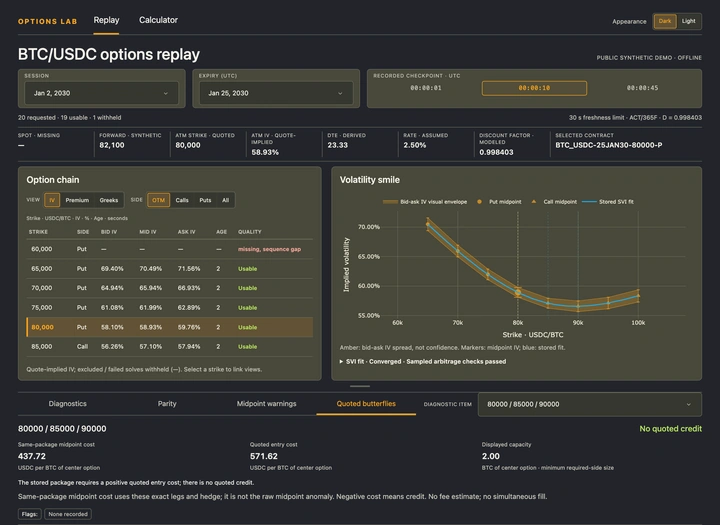 OPTIONS LAB
Replay
Calculator
Appearance
Dark
Light
BTC/USDC options replay
PUBLIC SYNTHETIC DEMO · OFFLINE
SESSION
Jan 2, 2030
EXPIRY (UTC)
Jan 25, 2030
RECORDED CHECKPOINT · UTC
00:00:01
00:00:10
00:00:45
20 requested · 19 usable · 1 withheld
30 s freshness limit · ACT/365F · D = 0.998403
SPOT · MISSING
—
FORWARD · SYNTHETIC
82,100
ATM STRIKE · QUOTED
80,000
ATM IV · QUOTE-IMPLIED
58.93%
DTE · DERIVED
23.33
RATE · ASSUMED
2.50%
DISCOUNT FACTOR · MODELED
0.998403
SELECTED CONTRACT
BTC_USDC-25JAN30-80000-P
Option chain
VIEW IV Premium Greeks SIDE OTM Calls Puts All
Strike · USDC/BTC · IV · % · Age · seconds
STRIKE SIDE BID IV MID IV ASK IV AGE QUALITY
60,000 Put — — — — missing, sequence gap
65,000 Put 69.40% 70.49% 71.56% 2 Usable
70,000 Put 64.94% 65.94% 66.93% 2 Usable
75,000 Put 61.08% 61.99% 62.89% 2 Usable
80,000 Put 58.10% 58.93% 59.76% 2 Usable
85,000 Call 56.26% 57.10% 57.94% 2 Usable
Quote-implied IV; excluded / failed solves withheld (—). Select a strike to link views.
Volatility smile
Bid-ask IV visual envelope Put midpoint Call midpoint Stored SVI fit
Implied volatility
70.00%
65.00%
60.00%
55.00%
60k 70k 80k 90k 100k
Strike · USDC/BTC
Amber: bid-ask IV spread, not confidence. Markers: midpoint IV; blue: stored fit.
SVI fit · Converged · Sampled arbitrage checks passed
Diagnostics
Parity
Midpoint warnings
Quoted butterflies
DIAGNOSTIC ITEM
80000 / 85000 / 90000
80000 / 85000 / 90000
No quoted credit
Same-package midpoint cost
437.72
USDC per BTC of center option
Quoted entry cost
571.62
USDC per BTC of center option
Displayed capacity
2.00
BTC of center option · minimum required-side size
The stored package requires a positive quoted entry cost; there is no quoted credit.
Same-package midpoint cost uses these exact legs and hedge; it is not the raw midpoint anomaly. Negative cost means credit. No fee estimate; no simultaneous fill.
Flags:
None recorded